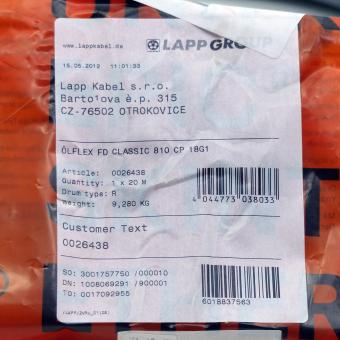 www.lappkabel.de
LAPP GROUP
15.05.2012 11:01:33
Lapp Kabel s.r.o.
Barto¹ova è.p. 315
CZ-76502 OTROKOVICE
ÖLFLEX FD CLASSIC 810 CP 18G1
Article: 0026438
Quantity: 1 x 20 M
Drum type: R
Weight: 9,280 KG
4 044773 038033
Customer Text
0026438
SO: 3001757750 /000010
DN: 1008069291 /900001
TO: 0017092955
6018837563